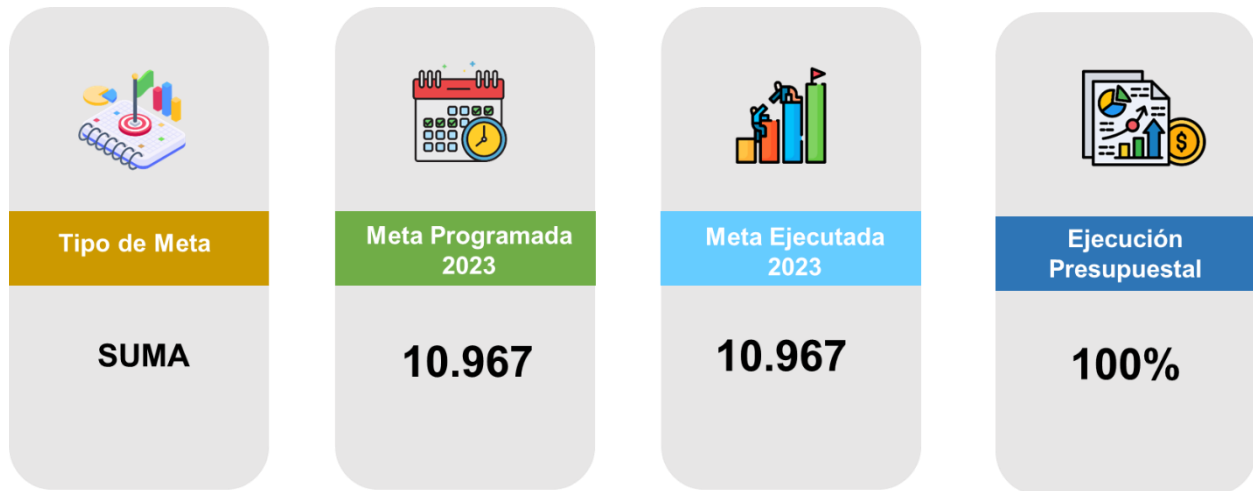 Tipo de Meta
SUMA
Meta Programada
2023
10.967
Meta Ejecutada
2023
10.967
Ejecución
Presupuestal
100%